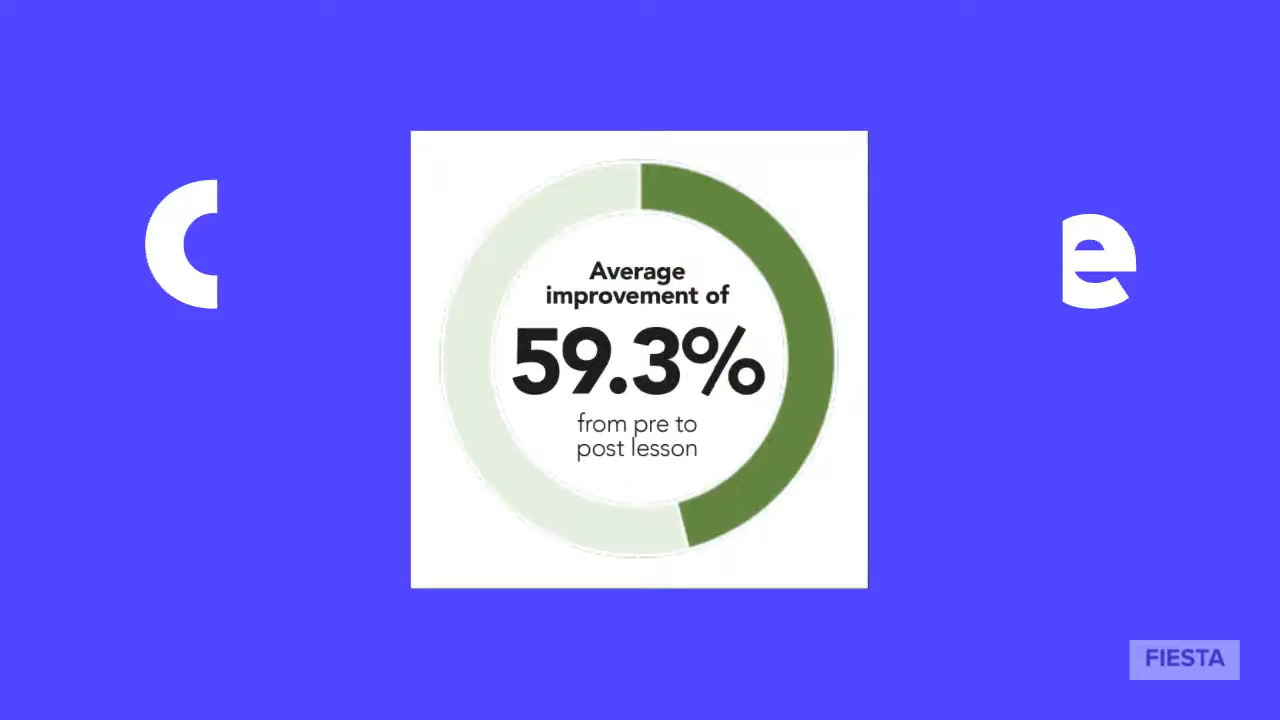 C e
Average
improvement of
59.3%
from pre to
post lesson
FIESTA